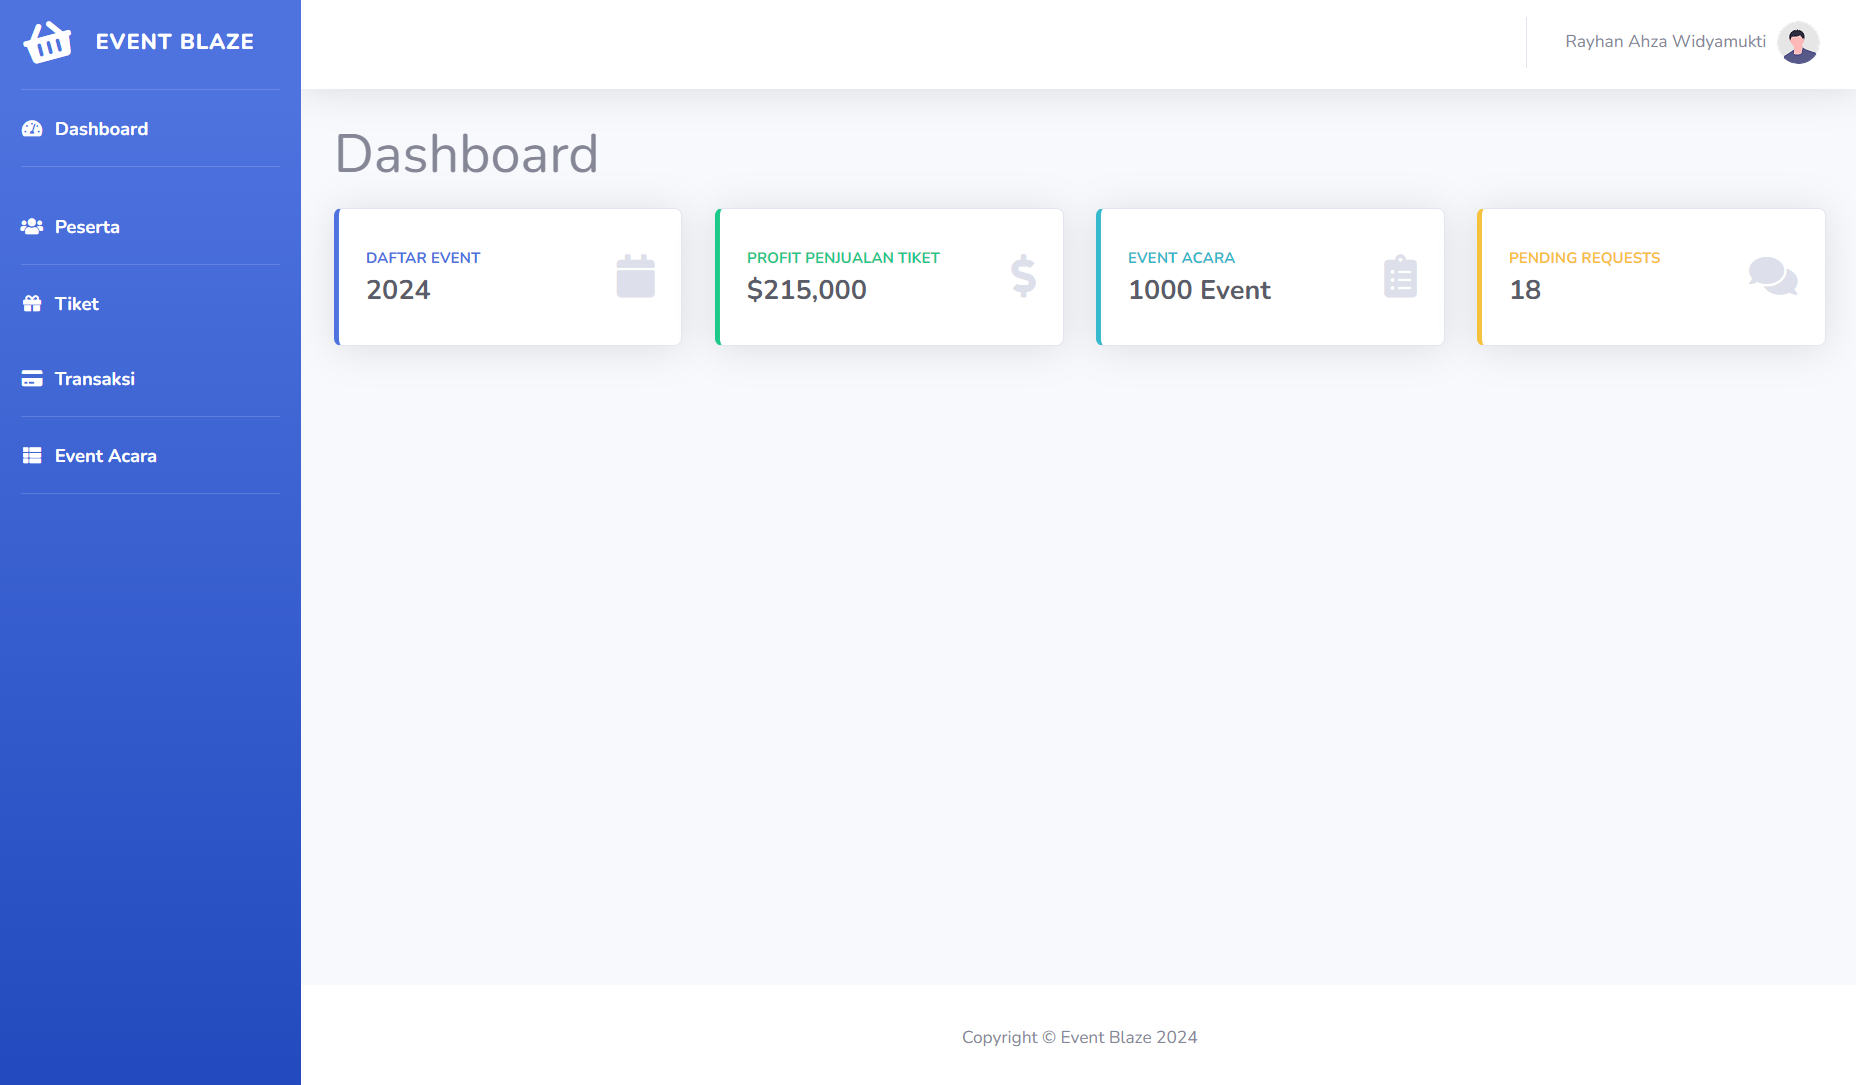 EVENT BLAZE
Dashboard
Peserta
Tiket
Transaksi
Event Acara
Rayhan Ahza Widyamukti
Dashboard
DAFTAR EVENT
2024
PROFIT PENJUALAN TIKET
$215,000
EVENT ACARA
1000 Event
PENDING REQUESTS
18
Copyright © Event Blaze 2024